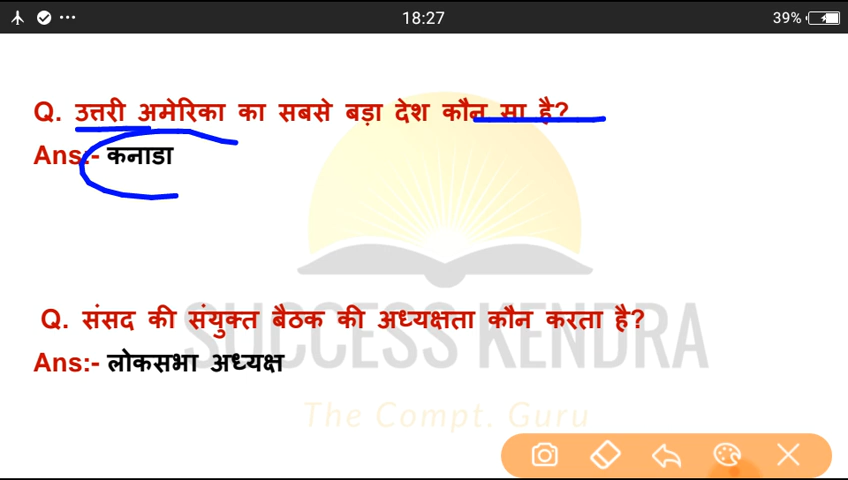 18:27
39%
Q. उत्तरी अमेरिका का सबसे बड़ा देश कौन सा है?
Ans:- कनाडा
Q. संसद की संयुक्त बैठक की अध्यक्षता कौन करता है?
SUCCESS KENDRA
Ans:- लोकसभा अध्यक्ष
The Compt. Guru